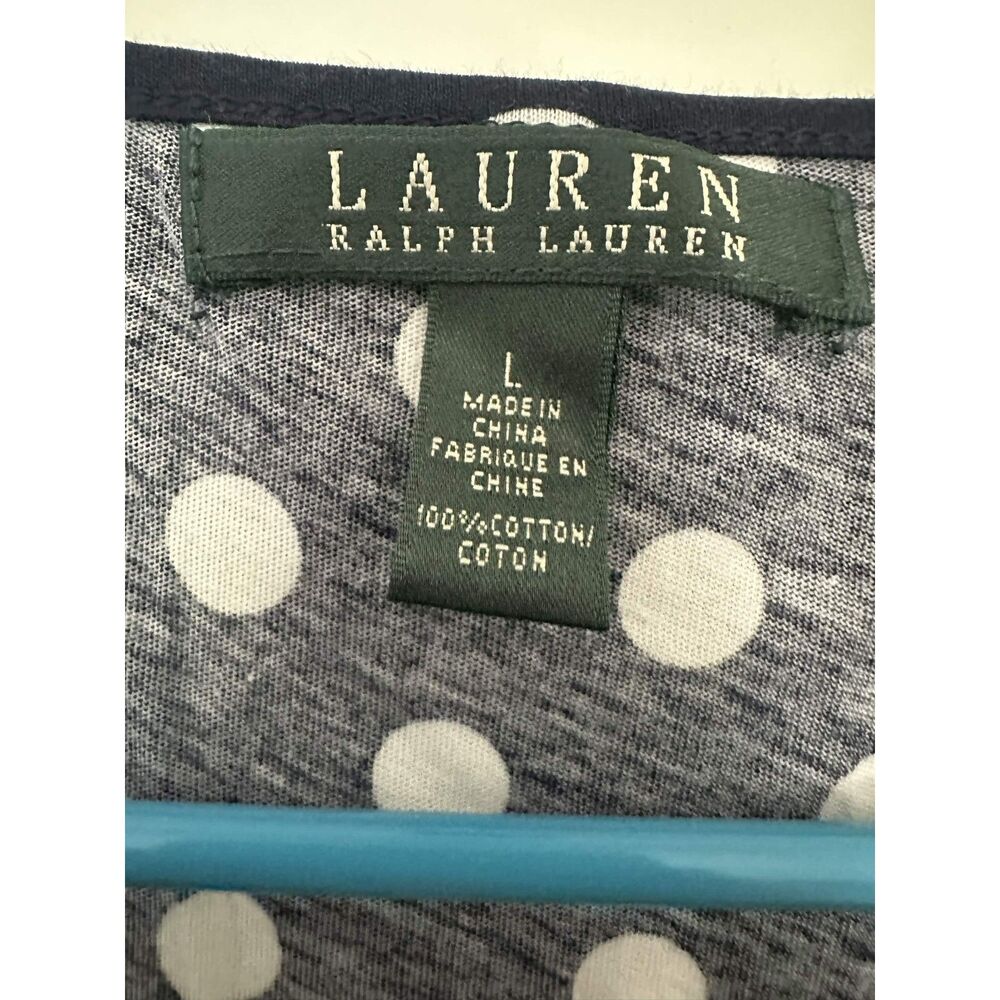 LAUREN
RALPH LAUREN
L
MADE IN
CHINA
FABRIQUE EN
CHINE
100%COTTON/
COTON